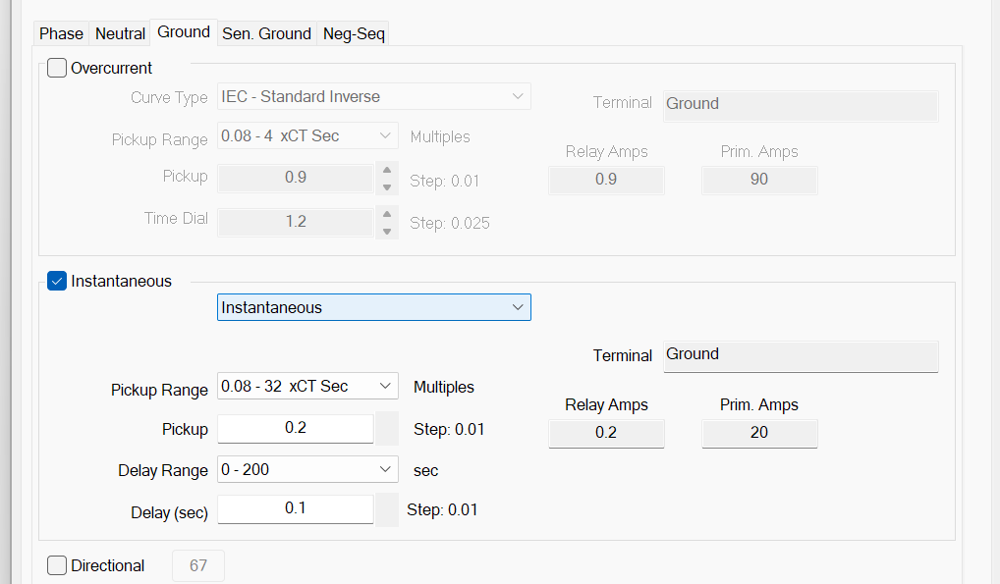 Phase Neutral Ground Sen. Ground Neg-Seq
Overcurrent
Curve Type IEC - Standard Inverse Terminal Ground
Pickup Range 0.08 - 4 xCT Sec Multiples
Relay Amps Prim. Amps
Pickup 0.9 Step: 0.01 0.9 90
Time Dial 1.2 Step: 0.025
Instantaneous
Instantaneous
Terminal Ground
Pickup Range 0.08 - 32 xCT Sec Multiples
Relay Amps Prim. Amps
Pickup 0.2 Step: 0.01 0.2 20
Delay Range 0 - 200 sec
Delay (sec) 0.1 Step: 0.01
Directional 67